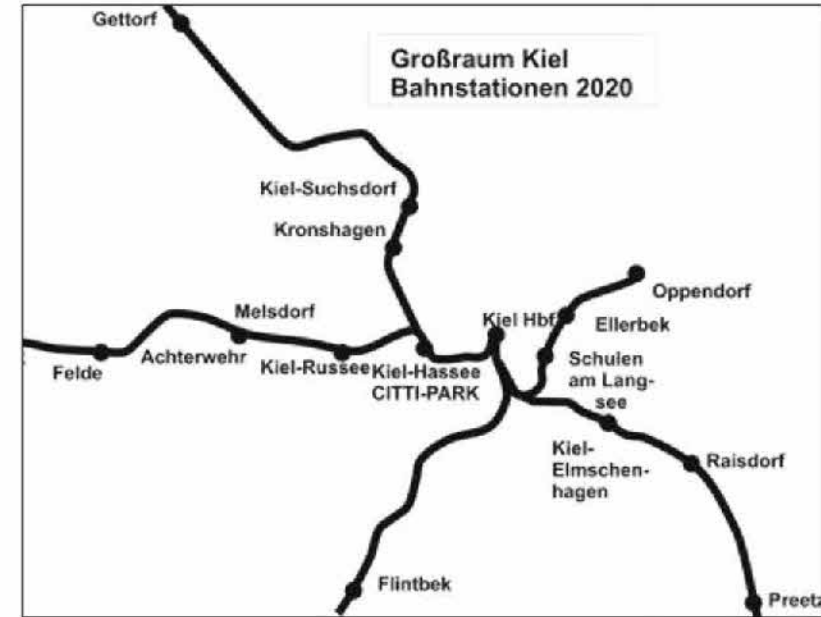 Gettorf
Großraum Kiel
Bahnstationen 2020
Kiel-Suchsdorf
Kronshagen
Oppendorf
Melsdorf
Kiel Hbf
Ellerbek
Felde
Achterwehr
Kiel-Russee
Kiel-Hassee
CITTI-PARK
Schulen
am Lang-
see
Kiel-
Elmschen-
hagen
Raisdorf
Flintbek
Preetz